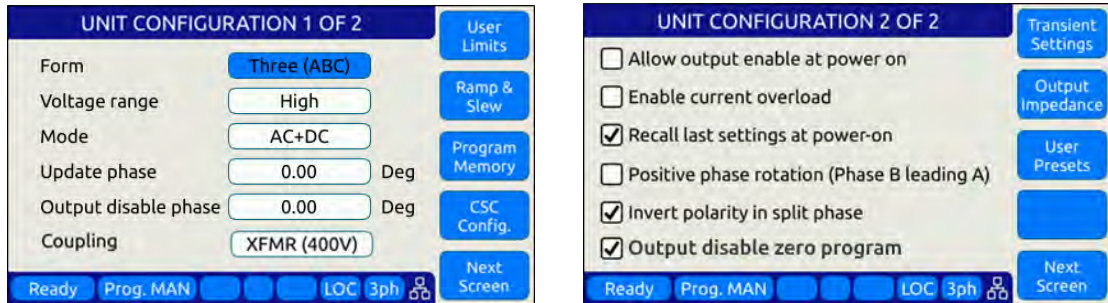 UNIT CONFIGURATION 1 OF 2
User
Limits
Form Three (ABC)
Voltage range High
Ramp &
Slew
Mode AC+DC
Program
Memory
Update phase 0.00 Deg
Output disable phase 0.00 Deg
CSC
Config.
Coupling XFMR (400V)
Next
Screen
Ready Prog. MAN LOC 3ph
UNIT CONFIGURATION 2 OF 2
Transient
Settings
Allow output enable at power on
Enable current overload
Output
Impedance
Recall last settings at power-on
User
Presets
Positive phase rotation (Phase B leading A)
Invert polarity in split phase
Output disable zero program
Next
Screen
Ready Prog. MAN LOC 3ph